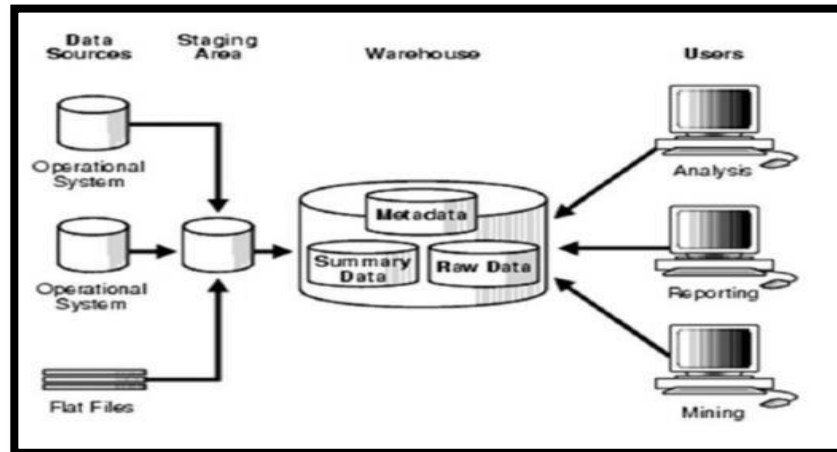 Data
Sources
Staging
Area
Warehouse
Users
Operational
System
Operational
System
Flat Files
Metadata
Summary
Data
Raw Data
Analysis
Reporting
Mining